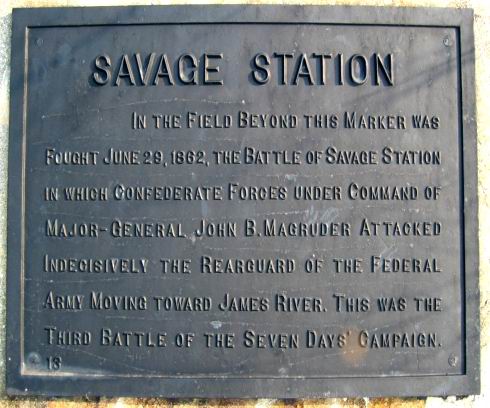 SAVAGE STATION
IN THE FIELD BEYOND THIS MARKER WAS
FOUGHT JUNE 29, 1862, THE BATTLE OF SAVAGE STATION
IN WHICH CONFEDERATE FORCES UNDER COMMAND OF
MAJOR-GENERAL JOHN B. MAGRUDER ATTACKED
INDECISIVELY THE REARGUARD OF THE FEDERAL
ARMY MOVING TOWARD JAMES RIVER. THIS WAS THE
THIRD BATTLE OF THE SEVEN DAYS' CAMPAIGN.
13